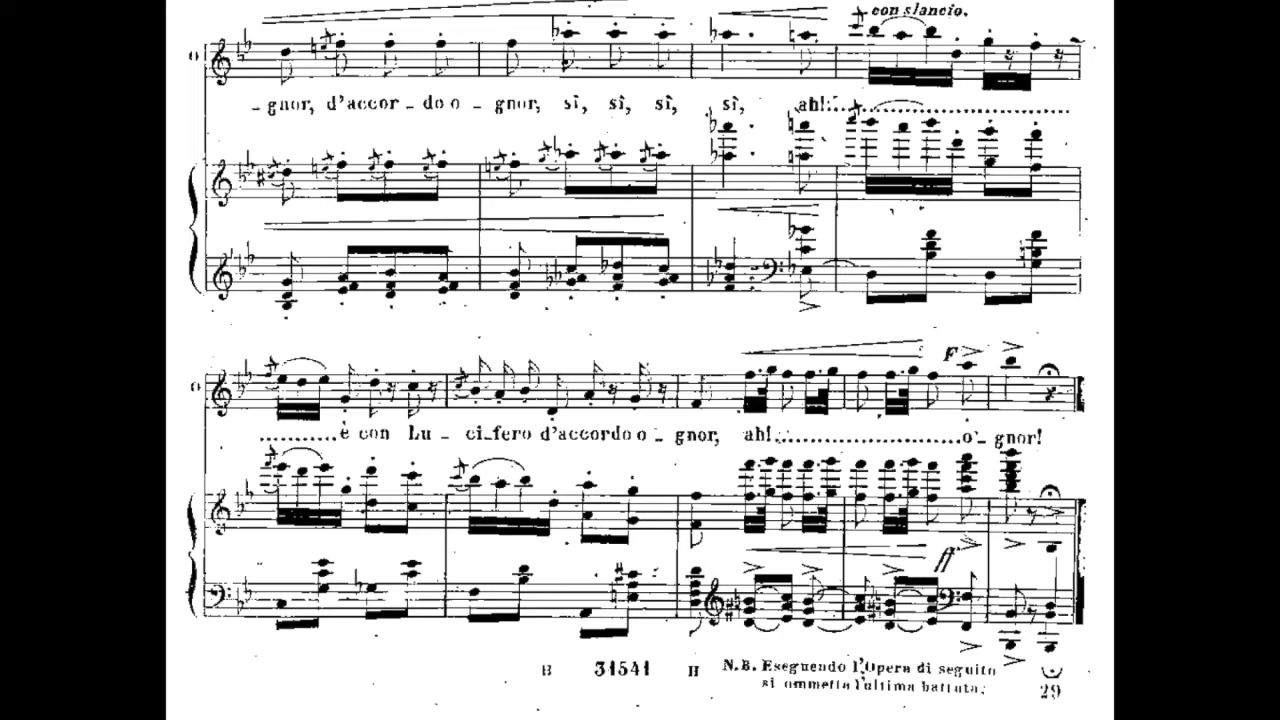 con slancio.
O
- gnor, d'accor - do o - gnor, sì, sì, sì, sì, ah!
O
è con Lu - ci-fero d'accordo o - gnor, ah! o - gnor!
F
ff
B 31541 H
N.B. Eseguendo l'Opera di seguito
si ommetta l'ultima battuta.
29